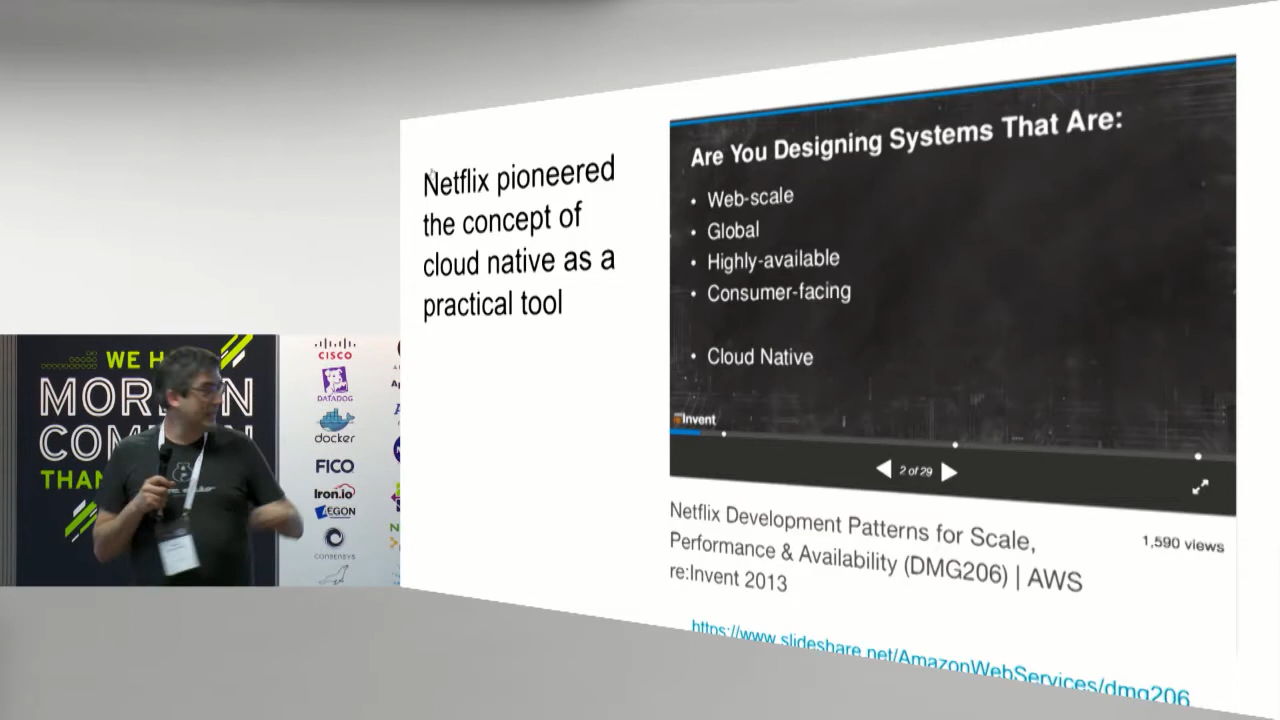 Netflix pioneered
the concept of
cloud native as a
practical tool
Are You Designing Systems That Are:
• Web-scale
• Global
• Highly-available
• Consumer-facing
• Cloud Native
Invent
2 of 29
Netflix Development Patterns for Scale,
Performance & Availability (DMG206) | AWS
re:Invent 2013
1,590 views
https://www.slideshare.net/AmazonWebServices/dmg206
WE
THAN
CISCO
DATADOG
docker
FICO
Iron.io
AEGON
CONSENSYS